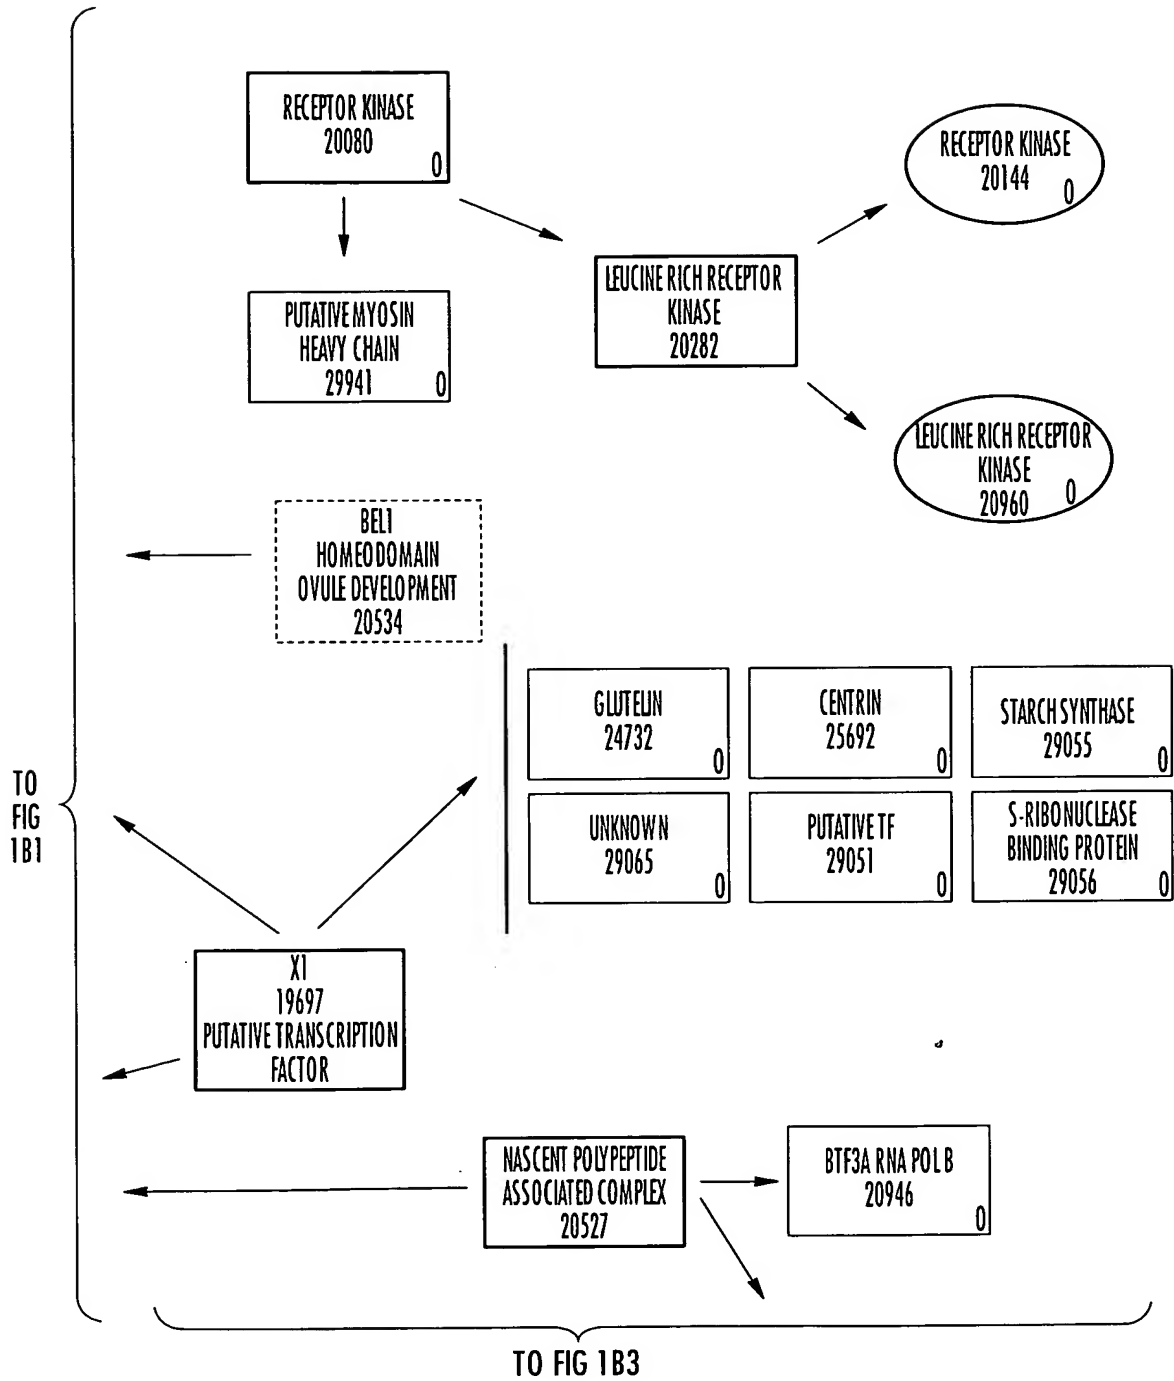 RECEPTOR KINASE
20080
0
RECEPTOR KINASE
20144
0
LEUCINE RICH RECEPTOR
KINASE
20282
PUTATIVE MYOSIN
HEAVY CHAIN
29941
0
LEUCINE RICH RECEPTOR
KINASE
20960
0
BEL1
HOMEODOMAIN
OVULE DEVELOPMENT
20534
GLUTELIN
24732
0
CENTRIN
25692
0
STARCH SYNTHASE
29055
0
UNKNOWN
29065
0
PUTATIVE TF
29051
0
S-RIBONUCLEASE
BINDING PROTEIN
29056
0
TO
FIG
1B1
X1
19697
PUTATIVE TRANSCRIPTION
FACTOR
NASCENT POLYPEPTIDE
ASSOCIATED COMPLEX
20527
BTF3A RNA POL B
20946
0
TO FIG 1B3